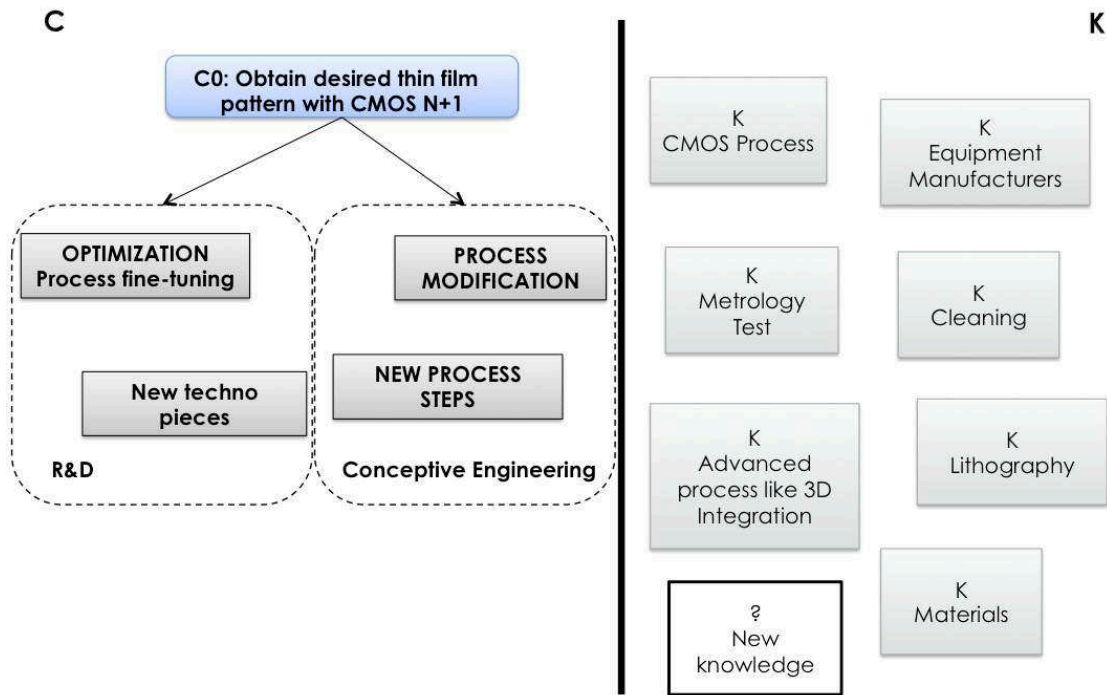 C
C0: Obtain desired thin film
pattern with CMOS N+1
OPTIMIZATION
Process fine-tuning
New techno
pieces
R&D
PROCESS
MODIFICATION
NEW PROCESS
STEPS
Conceptive Engineering
K
K
CMOS Process
K
Equipment
Manufacturers
K
Metrology
Test
K
Cleaning
K
Advanced
process like 3D
Integration
K
Lithography
?
New
knowledge
K
Materials